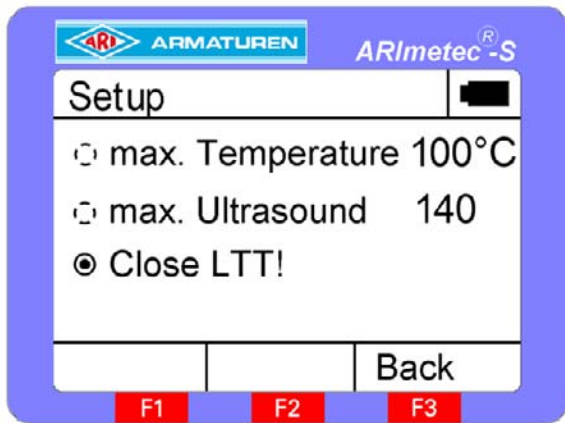 ARI ARMATUREN ARImetec®-S
Setup
max. Temperature 100°C
max. Ultrasound 140
Close LTT!
Back
F1 F2 F3